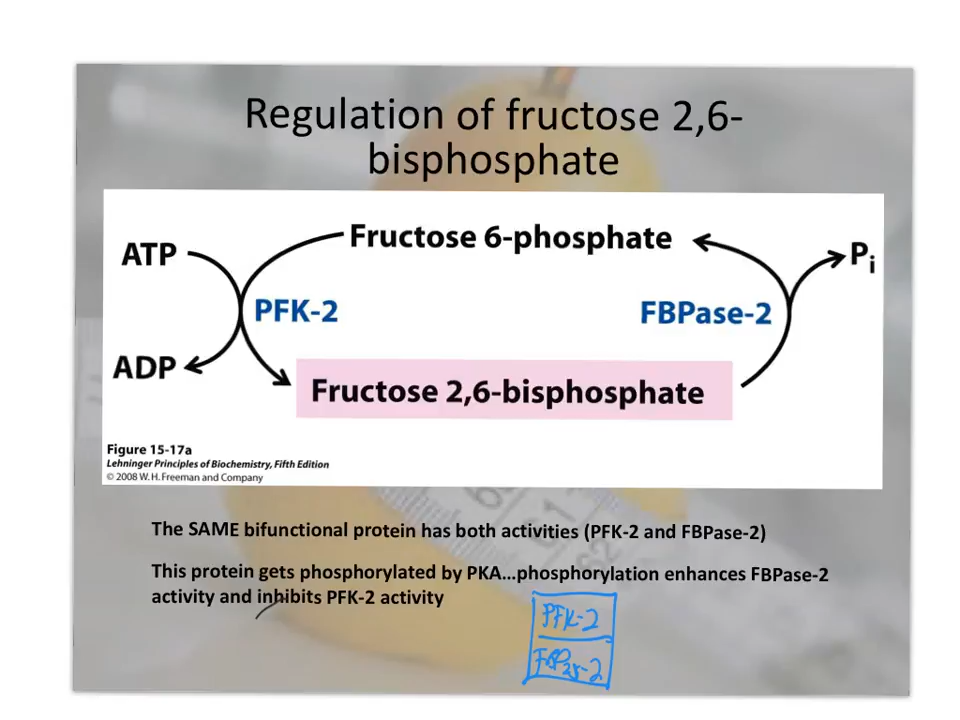 Regulation of fructose 2,6-
bisphosphate
ATP
Fructose 6-phosphate
Pi
PFK-2
FBPase-2
ADP
Fructose 2,6-bisphosphate
Figure 15-17a
Lehninger Principles of Biochemistry, Fifth Edition
© 2008 W. H. Freeman and Company
The SAME bifunctional protein has both activities (PFK-2 and FBPase-2)
This protein gets phosphorylated by PKA…phosphorylation enhances FBPase-2
activity and inhibits PFK-2 activity
PFK-2